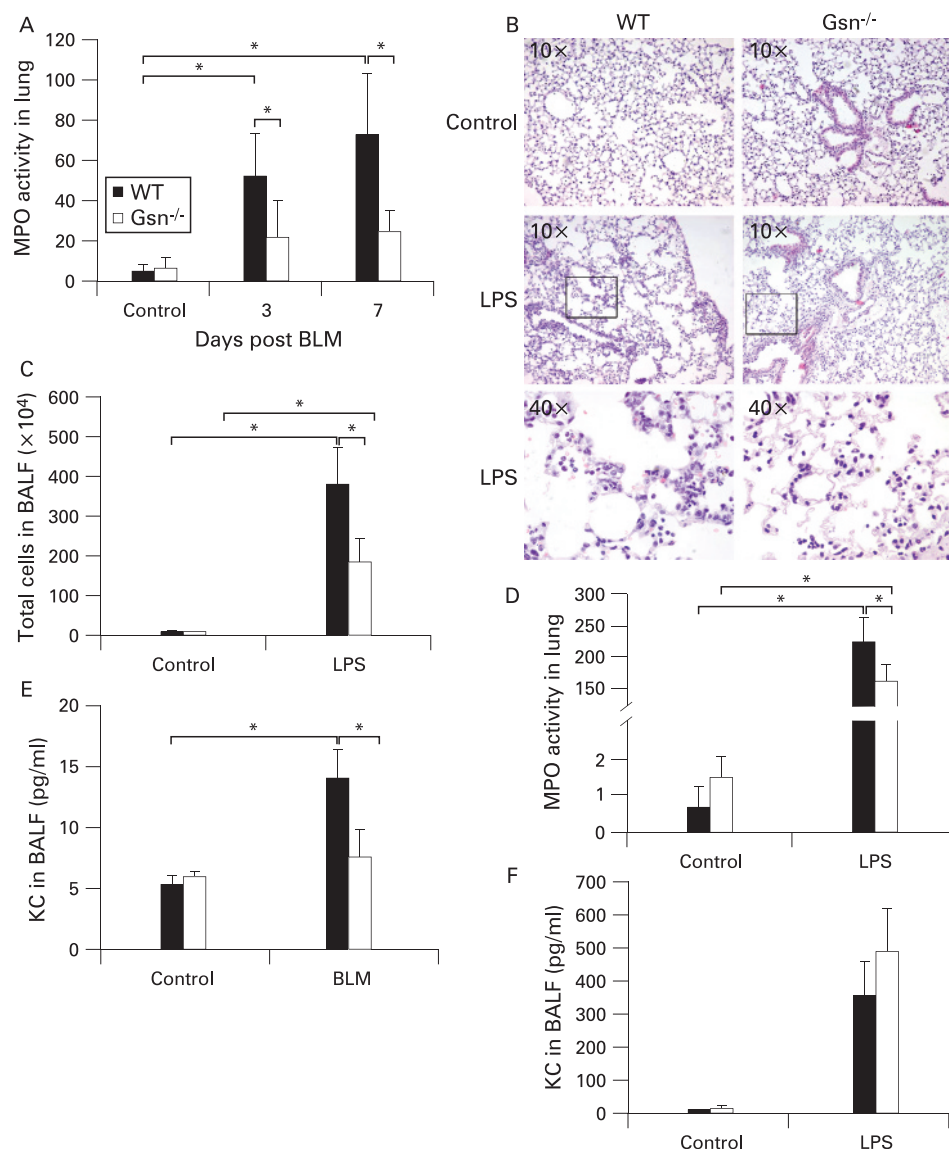 A
MPO activity in lung
120
100
80
60
40
20
0
* * * *
WT
Gsn-/-
Control 3 7
Days post BLM
B
WT Gsn-/-
Control
10× 10×
LPS
10× 10×
LPS
40× 40×
C
Total cells in BALF (×10⁴)
600
500
400
300
200
100
0
* * *
Control LPS
D
MPO activity in lung
300
250
200
150
2
1
0
* * *
Control LPS
E
KC in BALF (pg/ml)
20
15
10
5
0
* *
Control BLM
F
KC in BALF (pg/ml)
700
600
500
400
300
200
100
0
Control LPS